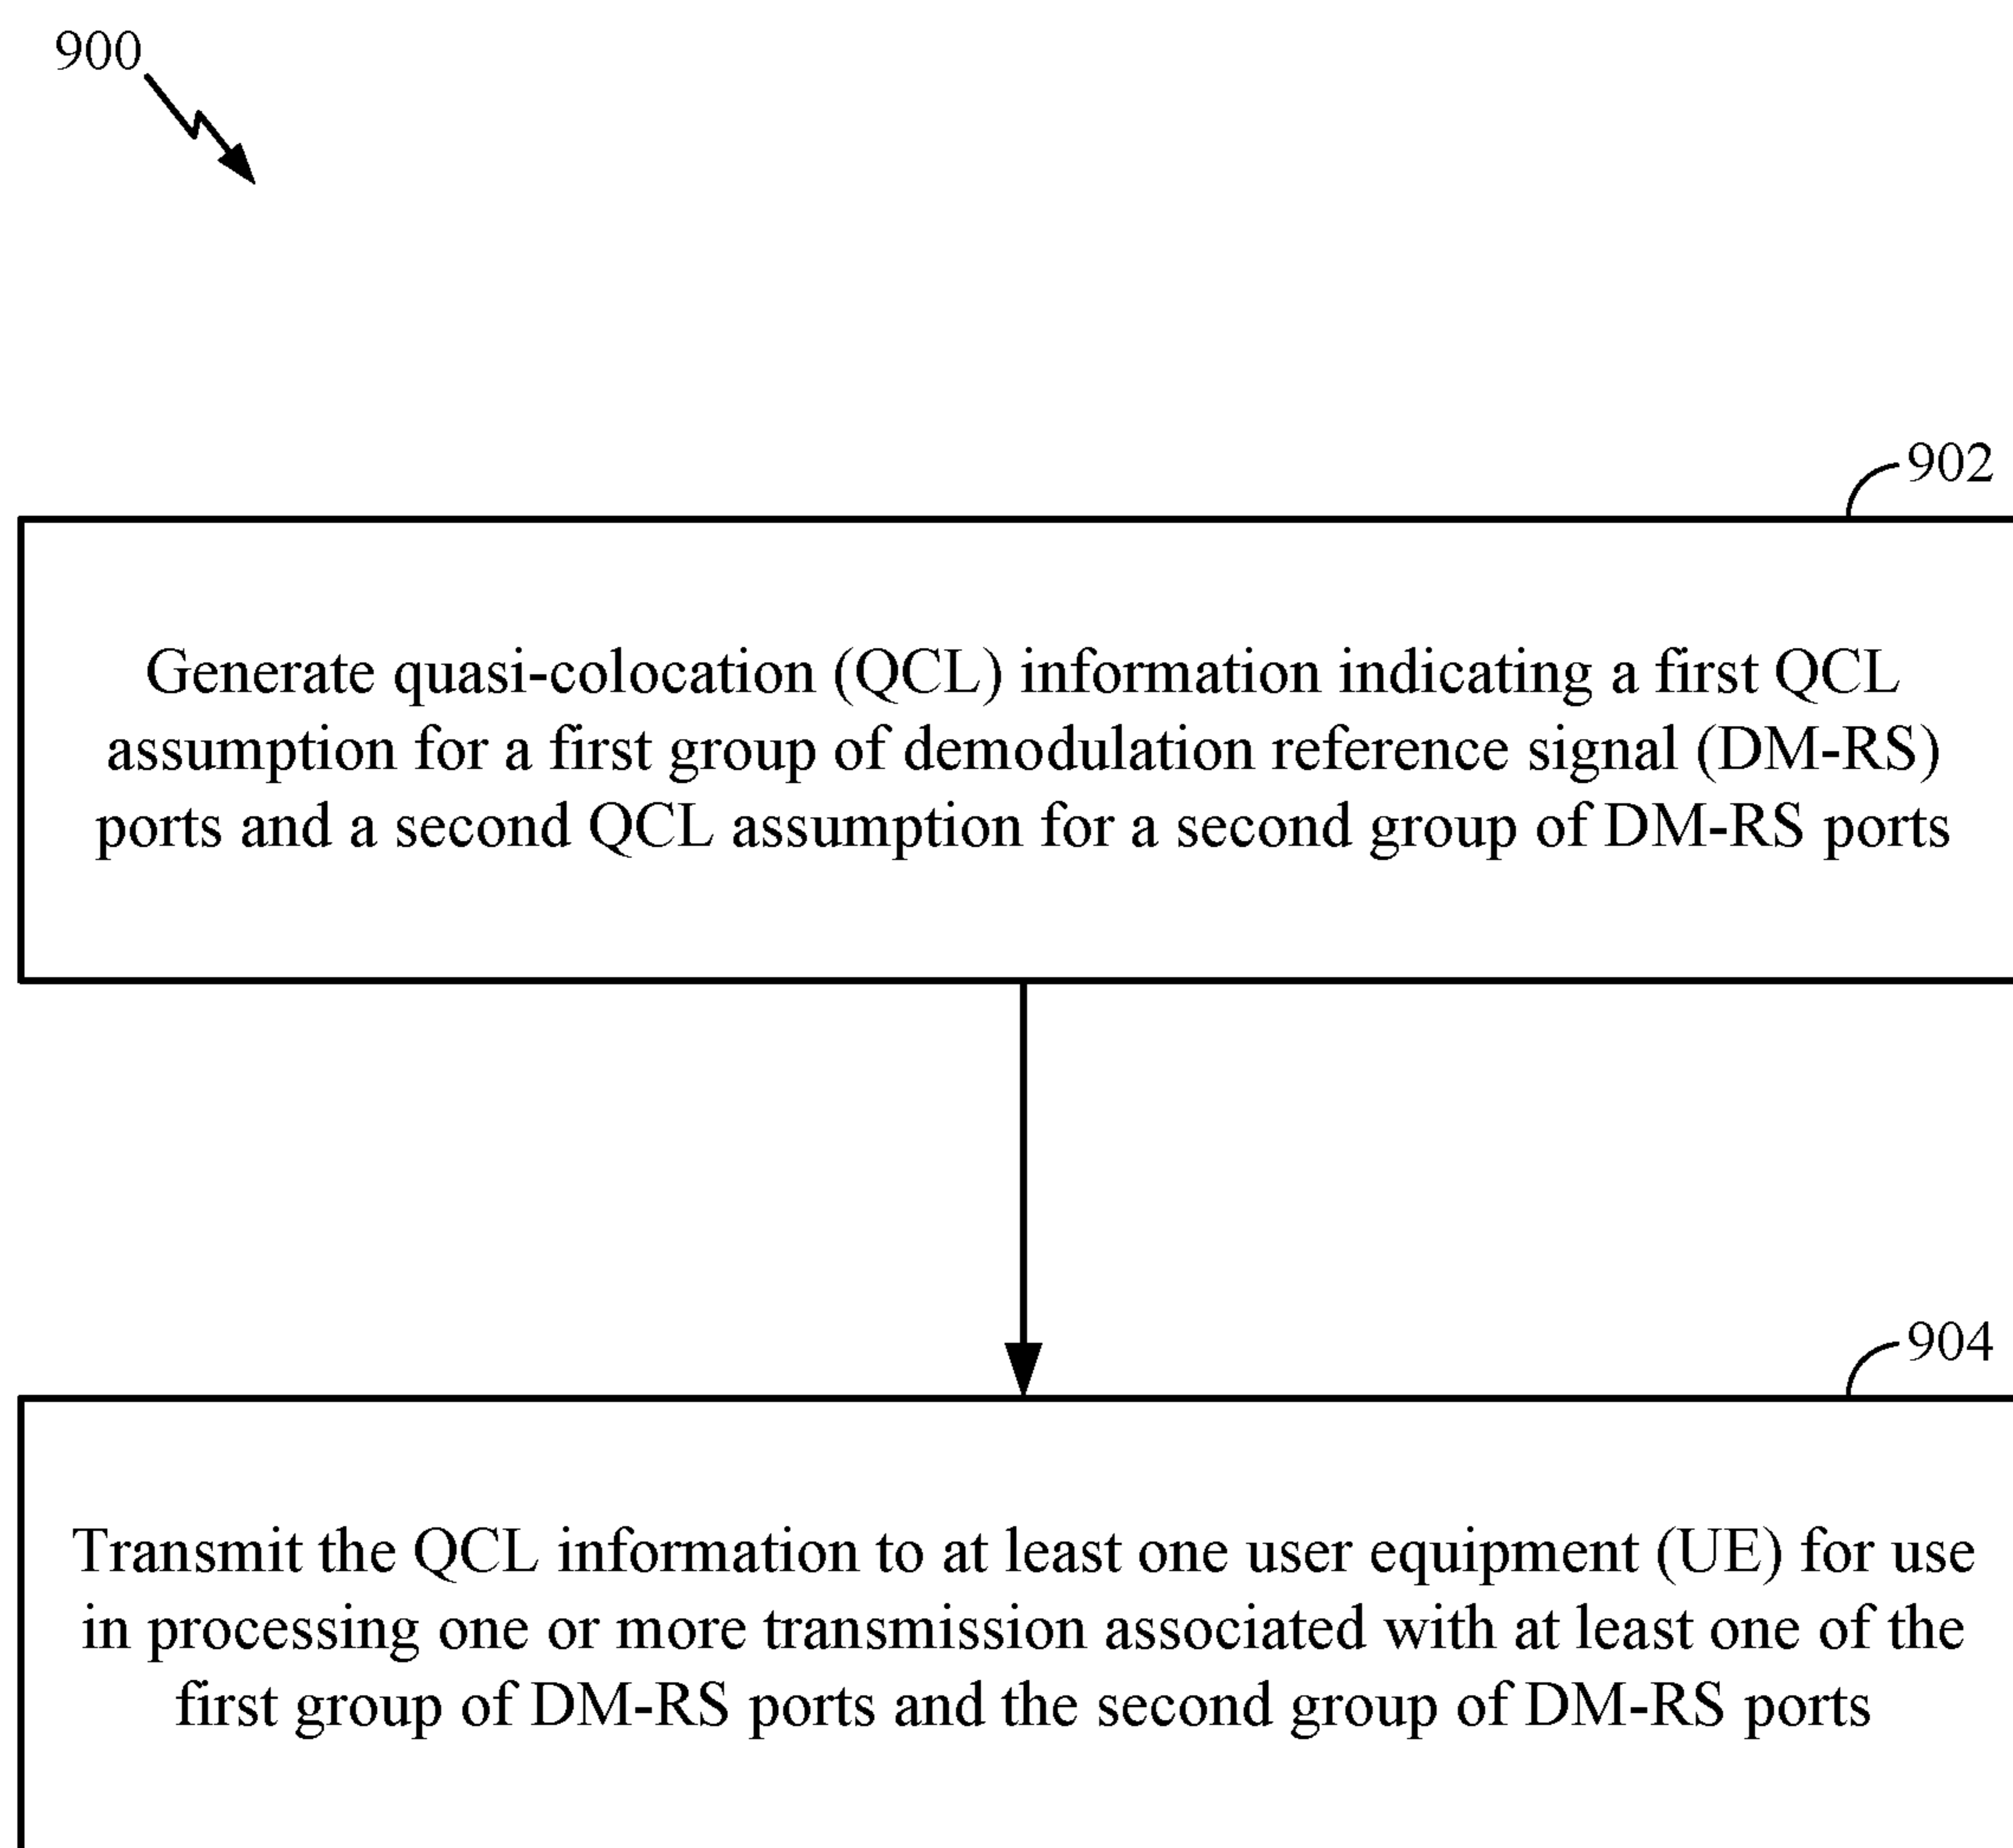 900
902
Generate quasi-colocation (QCL) information indicating a first QCL
assumption for a first group of demodulation reference signal (DM-RS)
ports and a second QCL assumption for a second group of DM-RS ports
904
Transmit the QCL information to at least one user equipment (UE) for use
in processing one or more transmission associated with at least one of the
first group of DM-RS ports and the second group of DM-RS ports